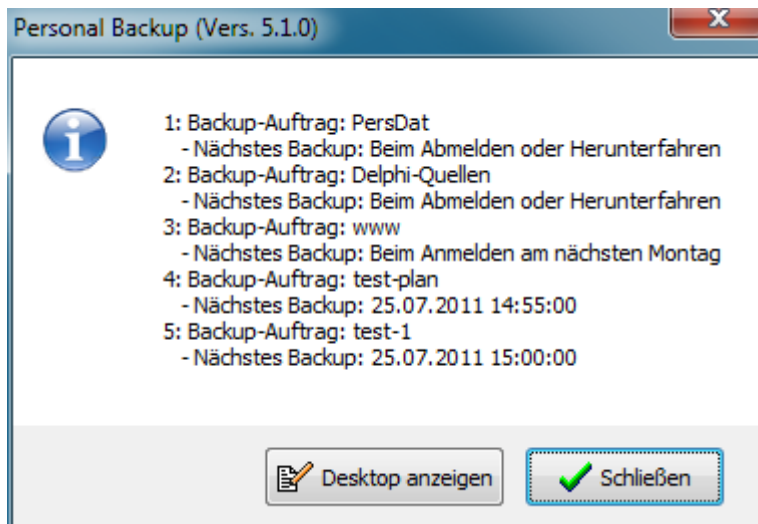 Personal Backup (Vers. 5.1.0)
1: Backup-Auftrag: PersDat
- Nächstes Backup: Beim Abmelden oder Herunterfahren
2: Backup-Auftrag: Delphi-Quellen
- Nächstes Backup: Beim Abmelden oder Herunterfahren
3: Backup-Auftrag: www
- Nächstes Backup: Beim Anmelden am nächsten Montag
4: Backup-Auftrag: test-plan
- Nächstes Backup: 25.07.2011 14:55:00
5: Backup-Auftrag: test-1
- Nächstes Backup: 25.07.2011 15:00:00
Desktop anzeigen
Schließen